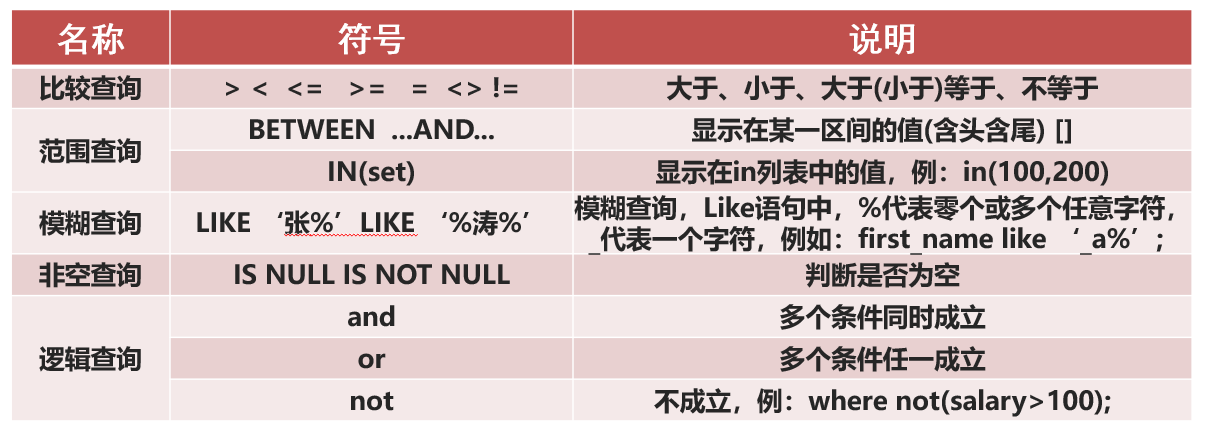 名称 符号 说明
比较查询 > < <= >= = <> != 大于、小于、大于(小于)等于、不等于
范围查询 BETWEEN ...AND... 显示在某一区间的值(含头含尾) []
IN(set) 显示在in列表中的值，例：in(100,200)
模糊查询 LIKE ‘张%’ LIKE ‘%涛%’ 模糊查询，Like语句中，%代表零个或多个任意字符，
_代表一个字符，例如：first_name like ‘_a%’；
非空查询 IS NULL IS NOT NULL 判断是否为空
逻辑查询 and 多个条件同时成立
or 多个条件任一成立
not 不成立，例：where not(salary>100);